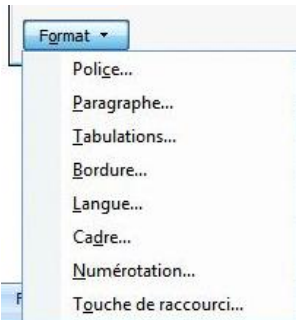 Format
Police...
Paragraphe...
Tabulations...
Bordure...
Langue...
Cadre...
Numérotation...
F
Touche de raccourci...